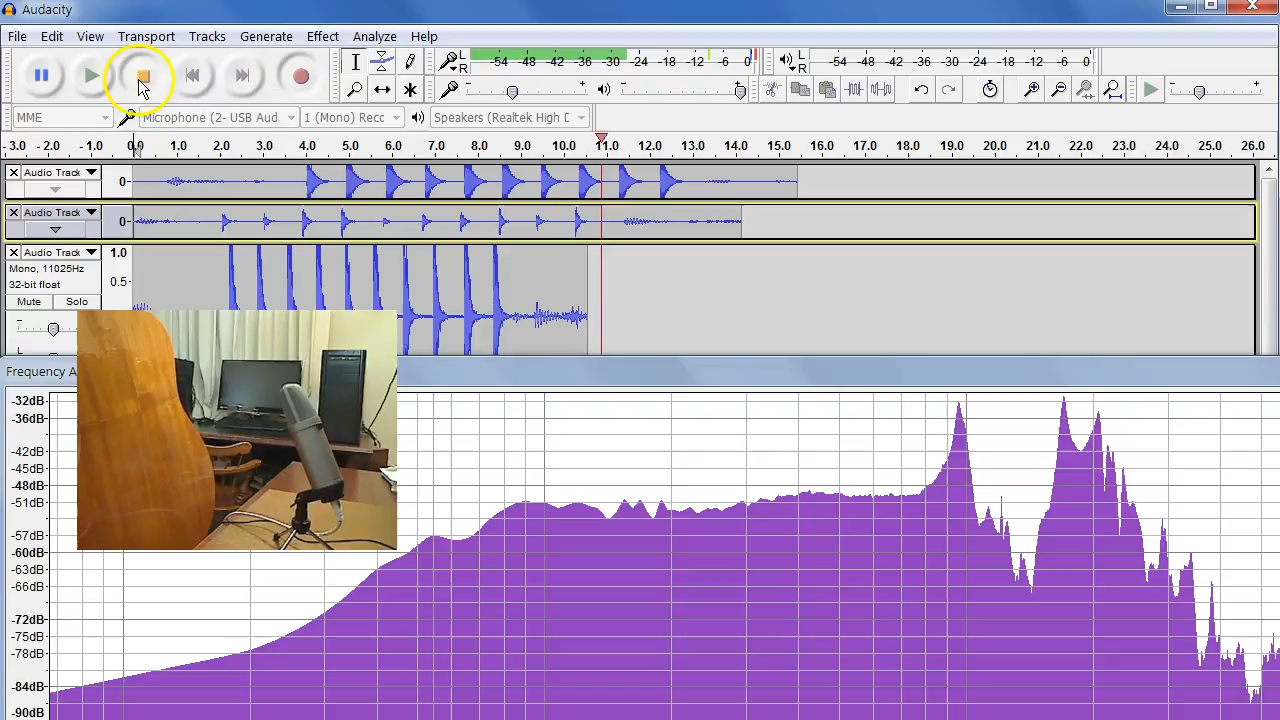 Audacity
File Edit View Transport Tracks Generate Effect Analyze Help
L R -54 -48 -42 -36 -30 -24 -18 -12 -6 0
L R -54 -48 -42 -36 -30 -24 -18 -12 -6 0
MME Microphone (2- USB Aud 1 (Mono) Recc Speakers (Realtek High D
- 3.0 -2.0 -1.0 0.0 1.0 2.0 3.0 4.0 5.0 6.0 7.0 8.0 9.0 10.0 11.0 12.0 13.0 14.0 15.0 16.0 17.0 18.0 19.0 20.0 21.0 22.0 23.0 24.0 25.0 26.0
Audio Track 0-
Audio Track 0-
Audio Track 1.0
Mono, 11025Hz
32-bit float 0.5-
Mute Solo
- +
Frequency A
-32dB
-36dB
-42dB
-45dB
-48dB
-51dB
-57dB
-60dB
-63dB
-66dB
-72dB
-75dB
-78dB
-84dB
-90dB